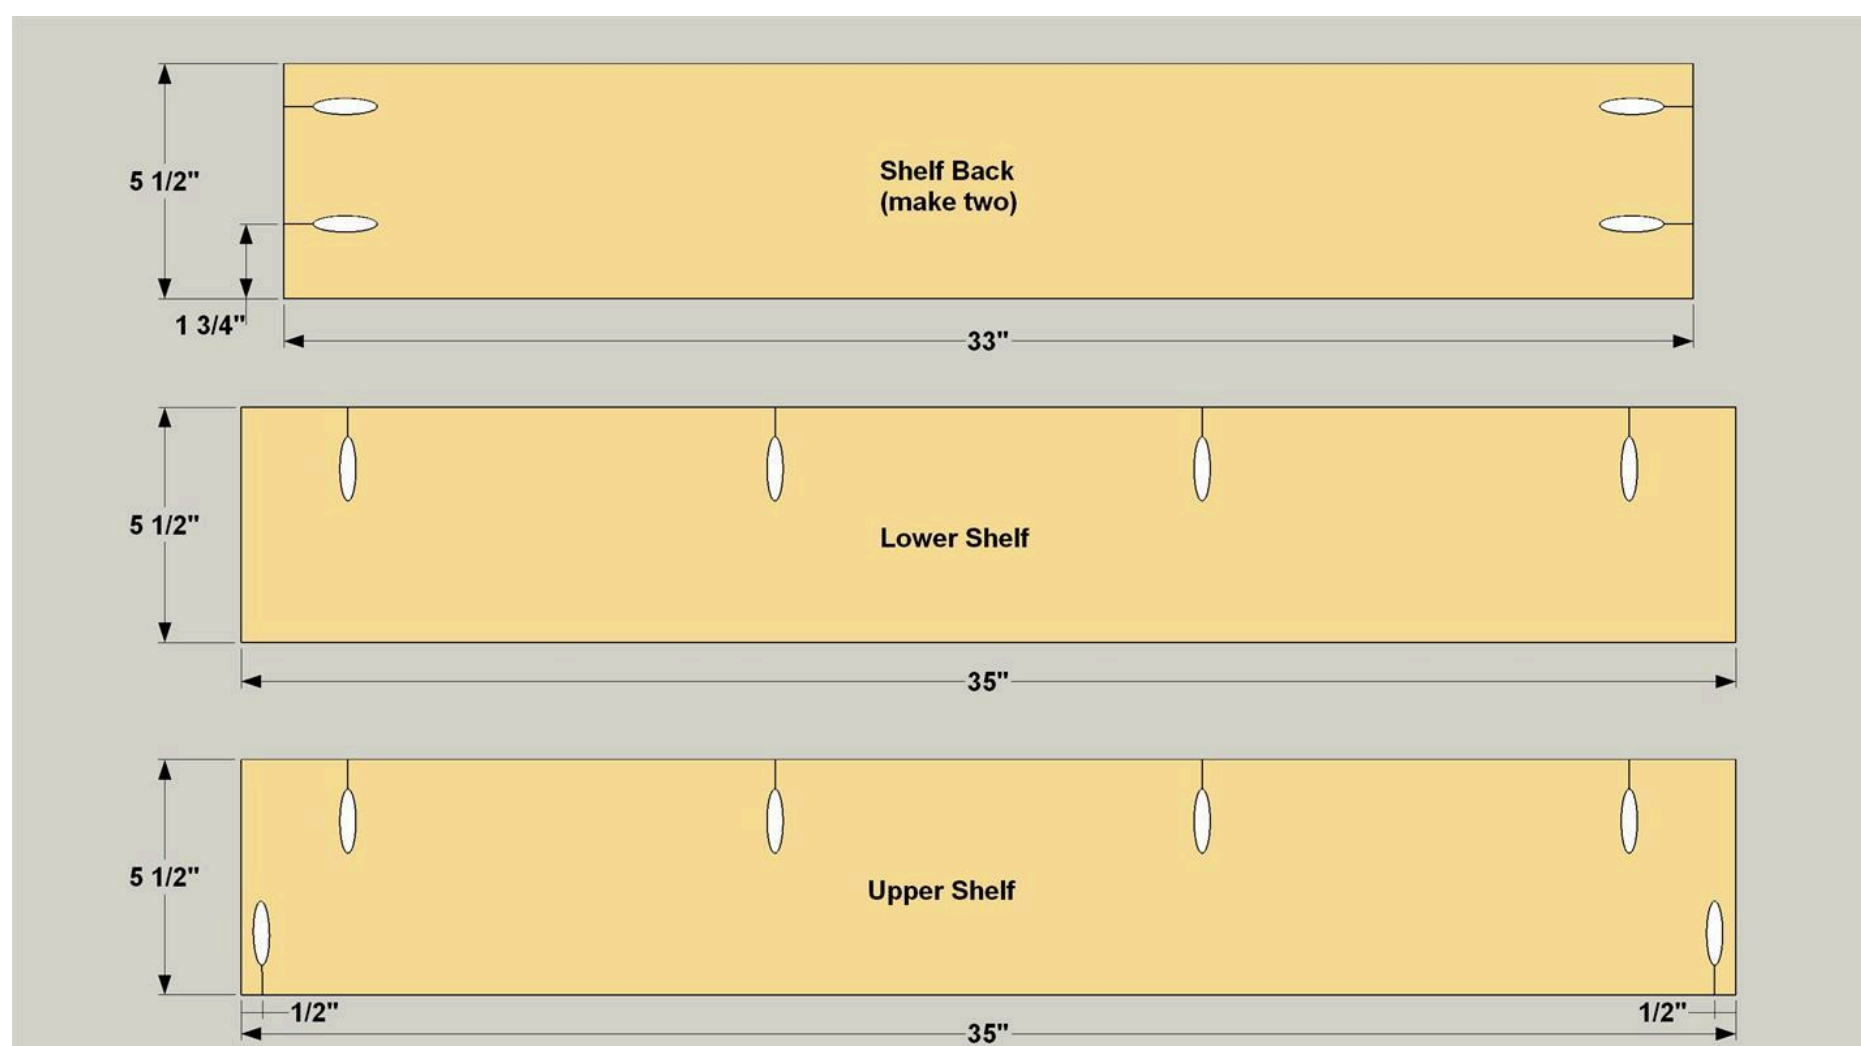 5 1/2"
Shelf Back
(make two)
1 3/4"
33"
5 1/2"
Lower Shelf
35"
5 1/2"
Upper Shelf
1/2"
1/2"
35"